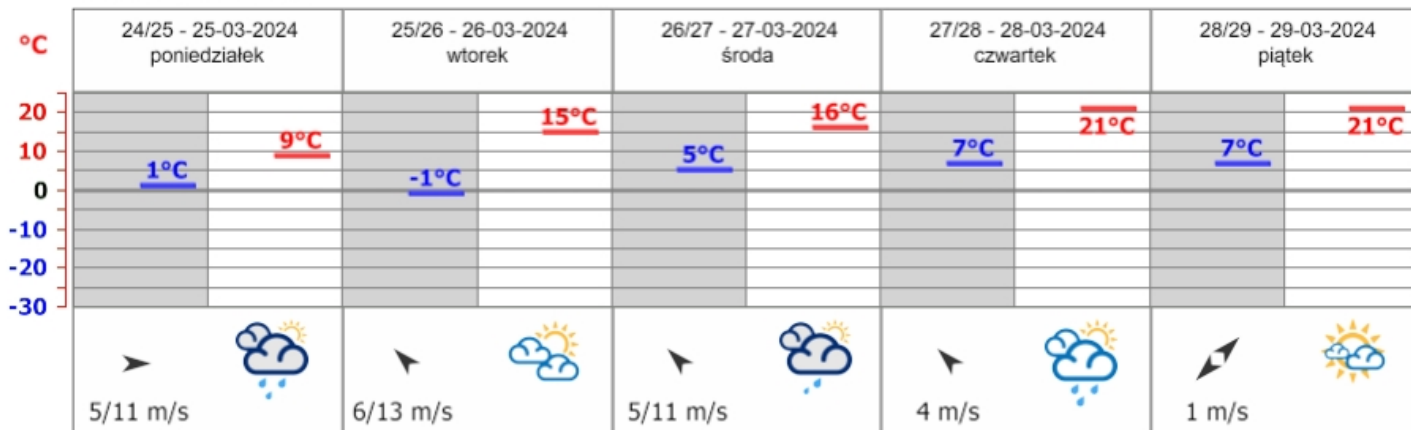 °C
24/25 - 25-03-2024
poniedziałek
25/26 - 26-03-2024
wtorek
26/27 - 27-03-2024
środa
27/28 - 28-03-2024
czwartek
28/29 - 29-03-2024
piątek
20
10
0
-10
-20
-30
1°C
9°C
-1°C
15°C
5°C
16°C
7°C
21°C
7°C
21°C
5/11 m/s
6/13 m/s
5/11 m/s
4 m/s
1 m/s